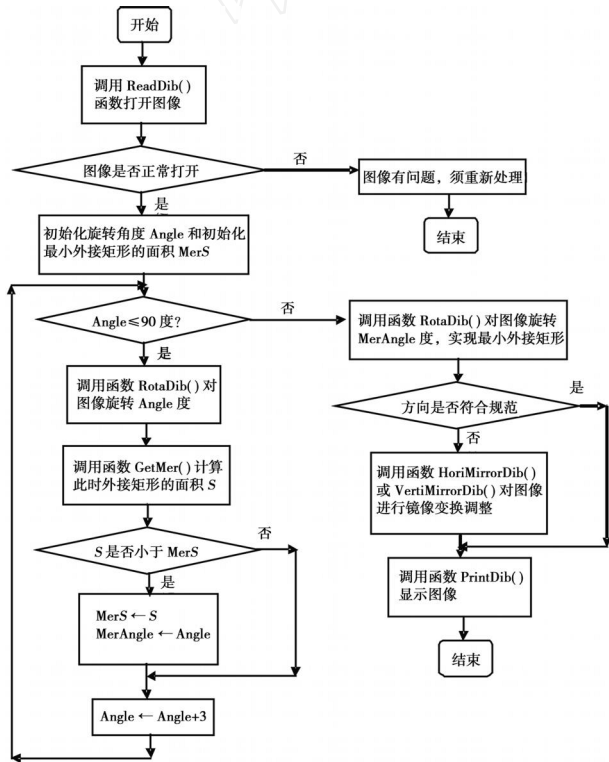 开始
调用 ReadDib()
函数打开图像
图像是否正常打开
否
图像有问题，须重新处理
结束
是
初始化旋转角度 Angle 和初始化
最小外接矩形的面积 MerS
Angle≤90 度？
否
调用函数 RotaDib() 对图像旋转
MerAngle 度，实现最小外接矩形
是
调用函数 RotaDib() 对
图像旋转 Angle 度
方向是否符合规范
是
否
调用函数 GetMer() 计算
此时外接矩形的面积 S
调用函数 HoriMirrorDib()
或 VertiMirrorDib() 对图像
进行镜像变换调整
S 是否小于 MerS
否
是
调用函数 PrintDib()
显示图像
MerS ← S
MerAngle ← Angle
结束
Angle ← Angle+3